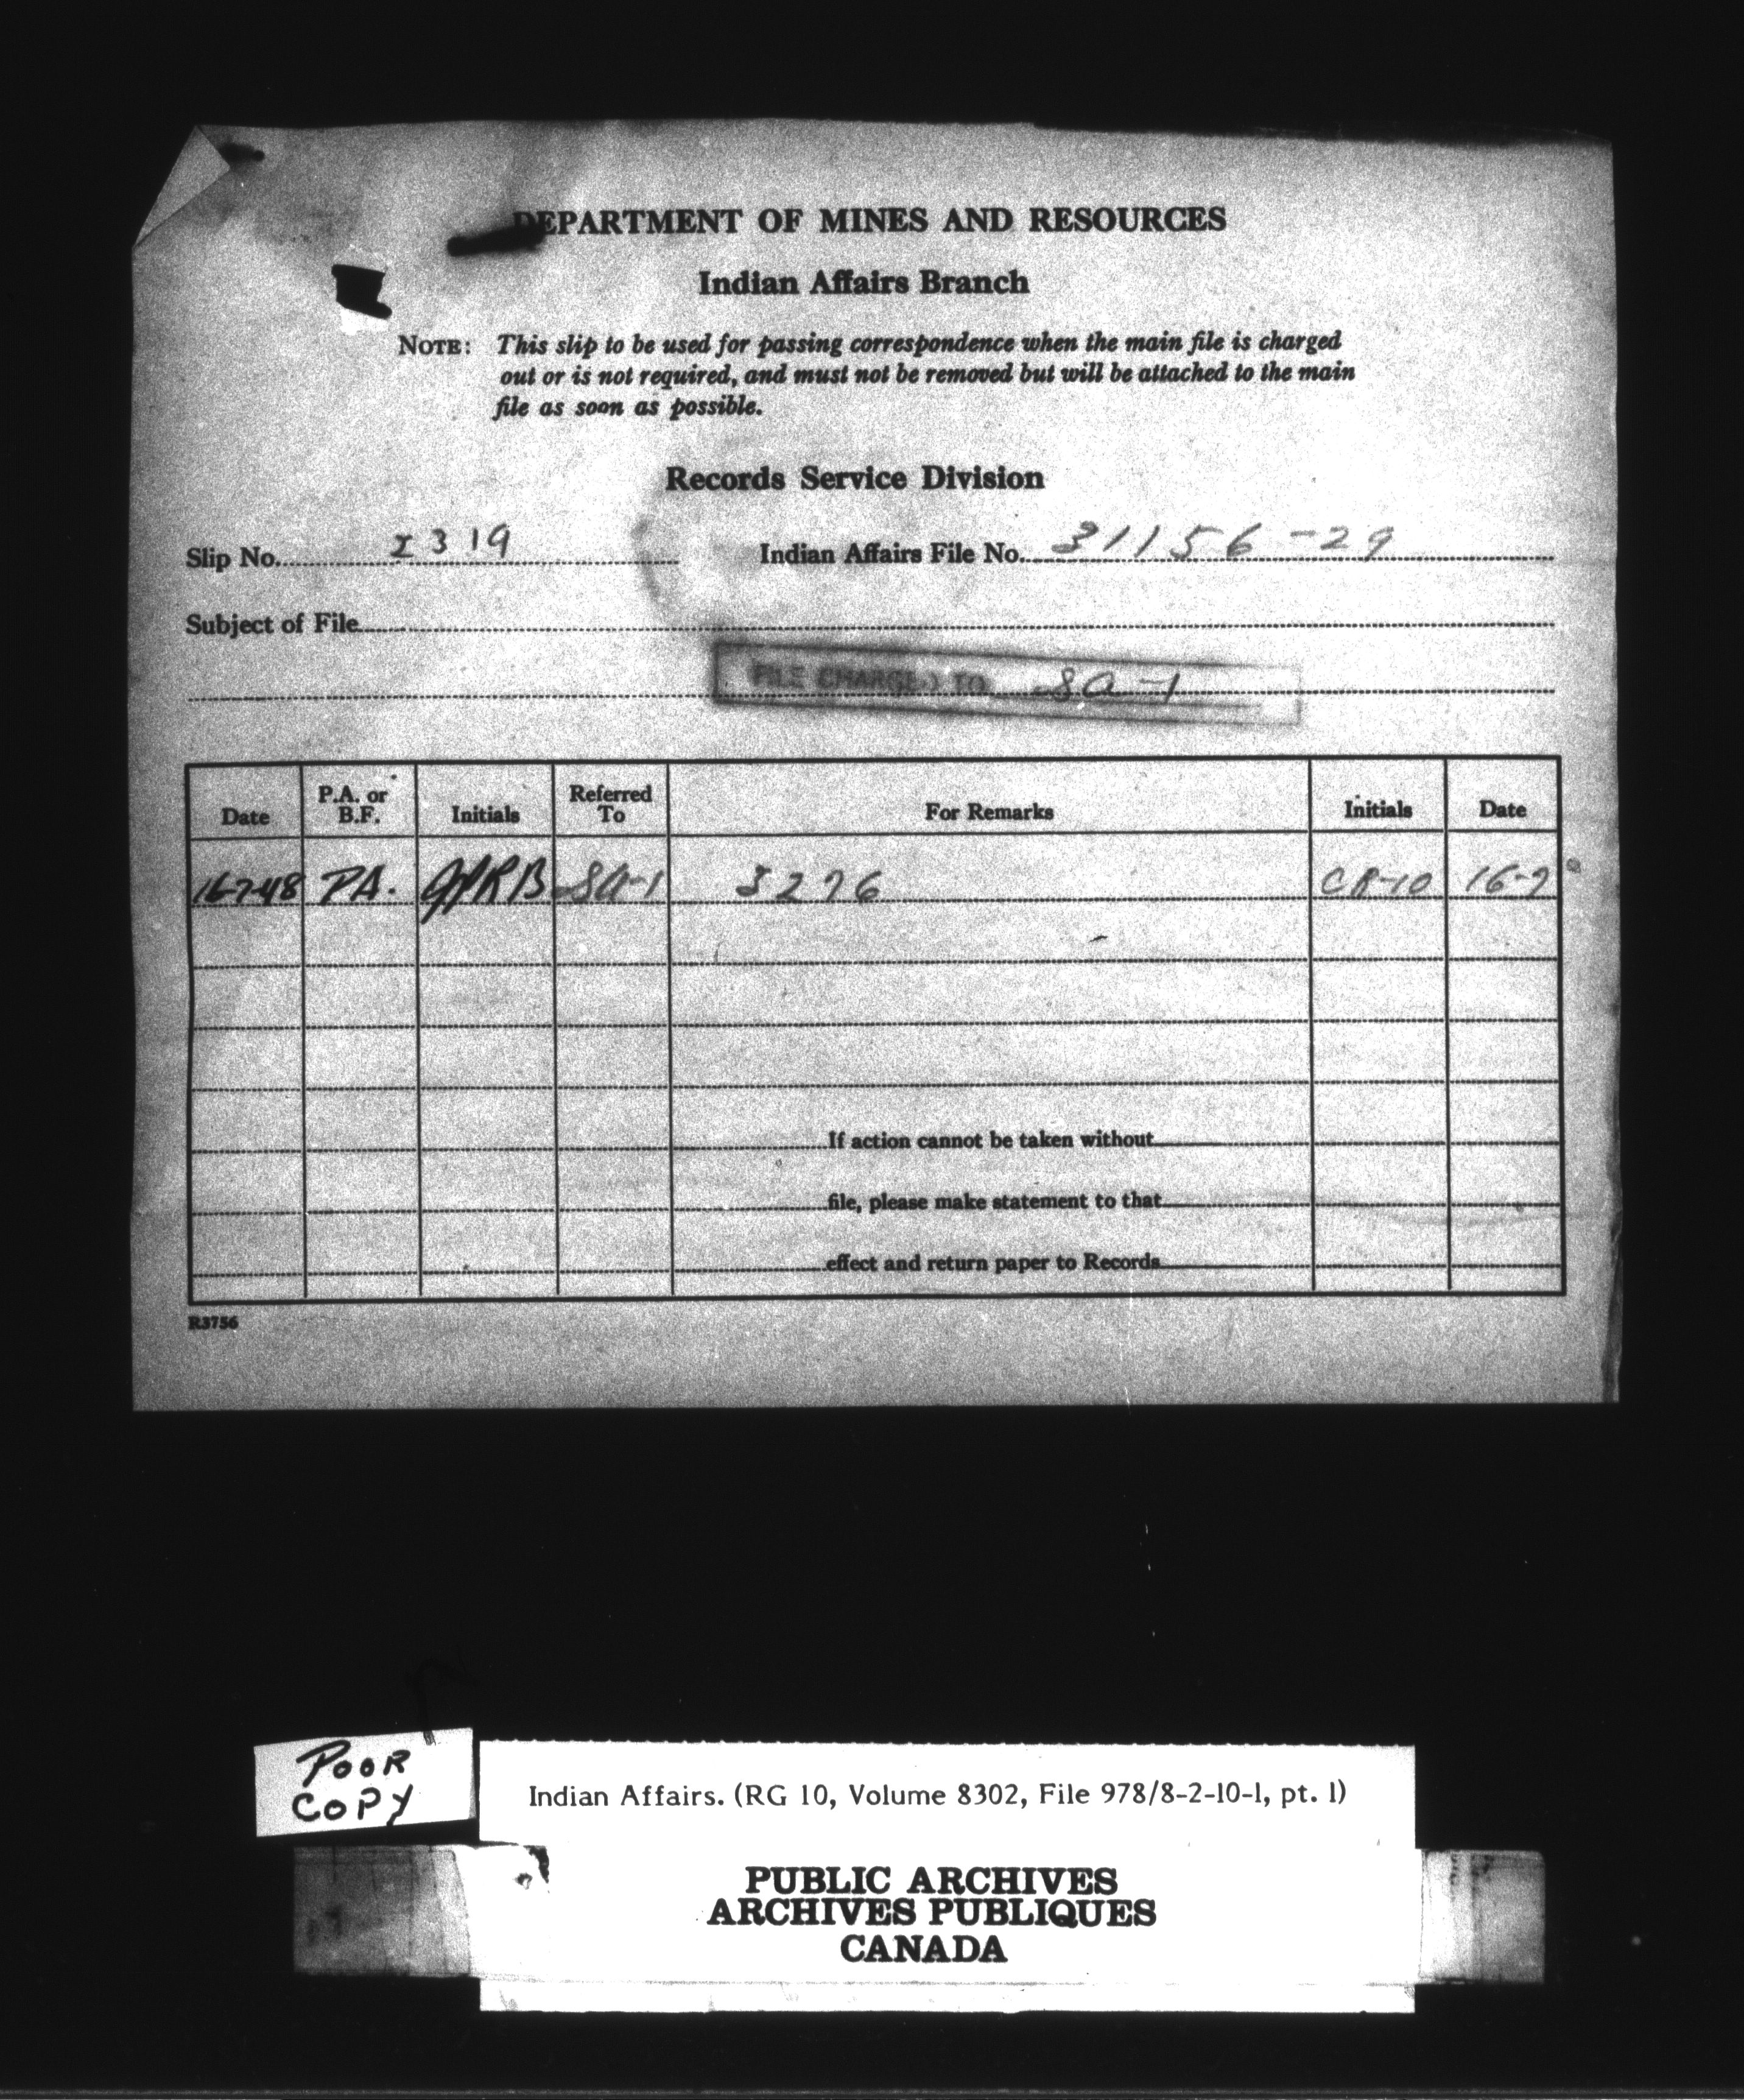 DEPARTMENT OF MINES AND RESOURCES
Indian Affairs Branch
NOTE: This slip to be used for passing correspondence when the main file is charged
out or is not required, and must not be removed but will be attached to the main
file as soon as possible.
Records Service Division
Slip No. I319 Indian Affairs File No. 31156-29
Subject of File
FILE CHARGED TO SA-1
Date P.A. or B.F. Initials Referred To For Remarks Initials Date
16-7-48 P.A. SA-1 3276 CR-10 16-7
If action cannot be taken without
file, please make statement to that
effect and return paper to Records
R3756
POOR
COPY
Indian Affairs. (RG 10, Volume 8302, File 978/8-2-10-1, pt. 1)
PUBLIC ARCHIVES
ARCHIVES PUBLIQUES
CANADA